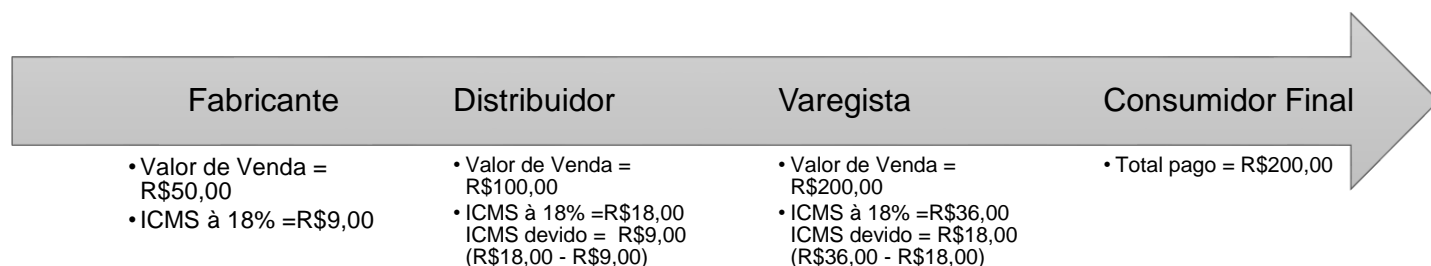 Fabricante
Distribuidor
Varegista
Consumidor Final
• Valor de Venda =
R$50,00
• ICMS à 18% =R$9,00
• Valor de Venda =
R$100,00
• ICMS à 18% =R$18,00
ICMS devido =  R$9,00
(R$18,00 - R$9,00)
• Valor de Venda =
R$200,00
• ICMS à 18% =R$36,00
ICMS devido = R$18,00
(R$36,00 - R$18,00)
• Total pago = R$200,00